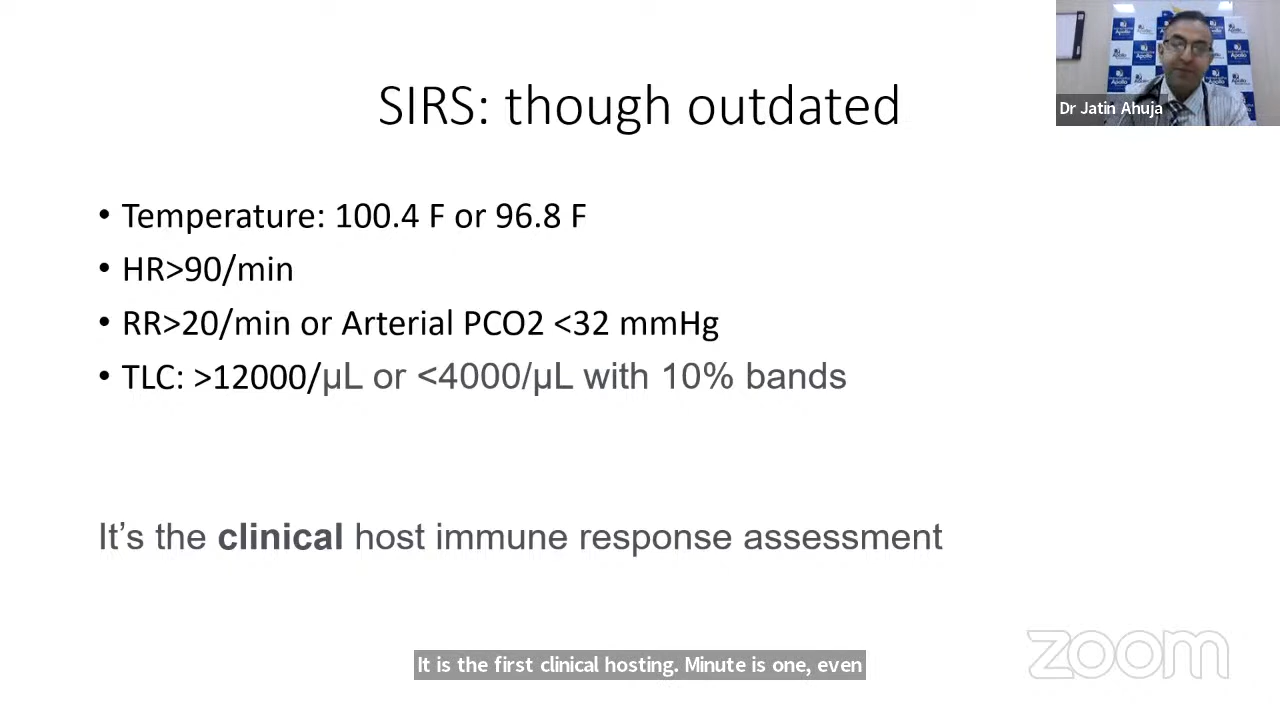 SIRS: though outdated
Apollo
Dr Jatin Ahuja
• Temperature: 100.4 F or 96.8 F
• HR>90/min
• RR>20/min or Arterial PCO2 <32 mmHg
• TLC: >12000/µL or <4000/µL with 10% bands
It’s the clinical host immune response assessment
It is the first clinical hosting. Minute is one, even
zoom